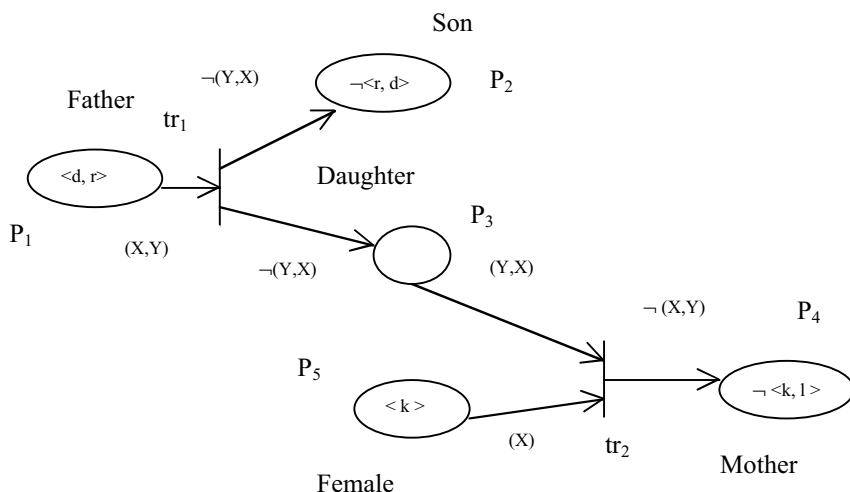 Son
¬(Y,X)
¬<r, d>
P2
Father
tr1
<d, r>
Daughter
P1
P3
(X,Y)
¬(Y,X)
(Y,X)
¬ (X,Y)
P4
P5
< k >
¬ <k, l >
(X)
tr2
Mother
Female